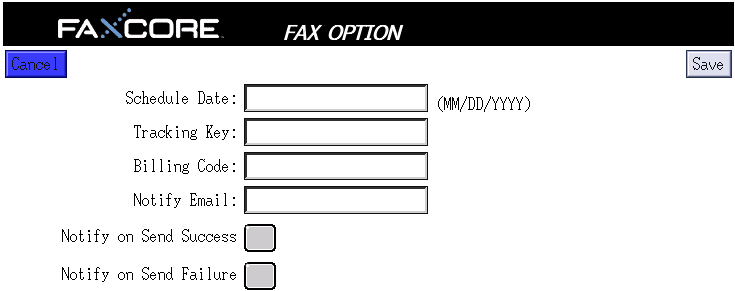 FAXCORE FAX OPTION
Cancel Save
Schedule Date: (MM/DD/YYYY)
Tracking Key:
Billing Code:
Notify Email:
Notify on Send Success
Notify on Send Failure